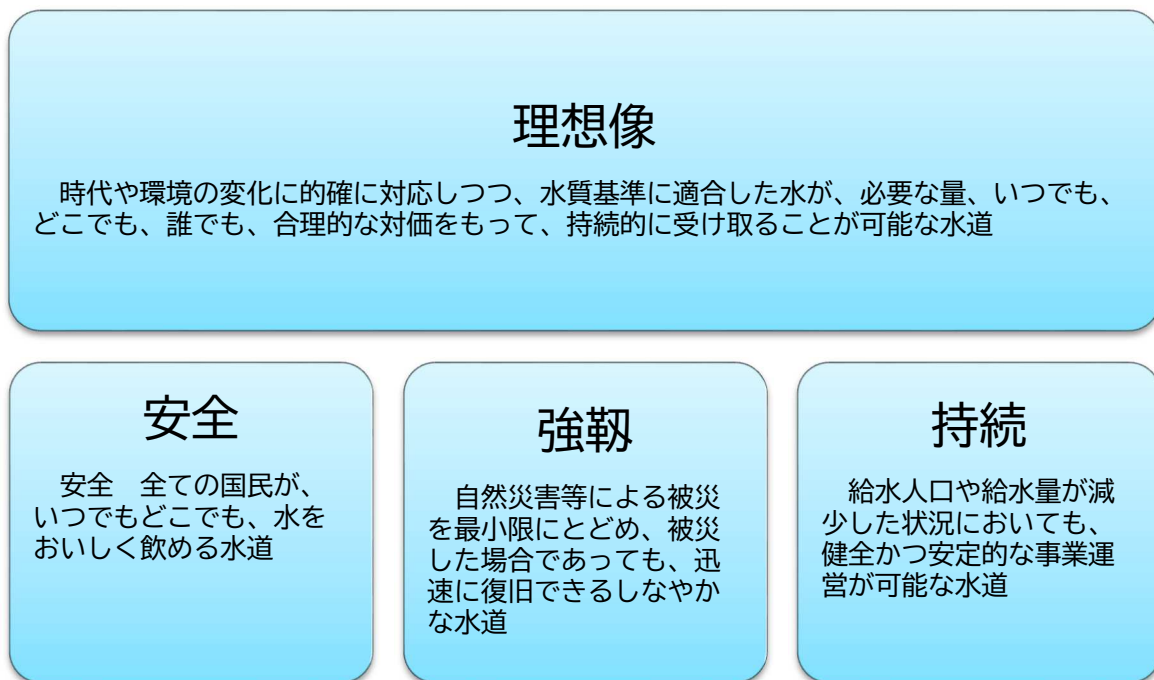 理想像
時代や環境の変化に的確に対応しつつ、水質基準に適合した水が、必要な量、いつでも、
どこでも、誰でも、合理的な対価をもって、持続的に受け取ることが可能な水道
安全
安全　全ての国民が、
いつでもどこでも、水を
おいしく飲める水道
強靱
自然災害等による被災
を最小限にとどめ、被災
した場合であっても、迅
速に復旧できるしなやか
な水道
持続
給水人口や給水量が減
少した状況においても、
健全かつ安定的な事業運
営が可能な水道